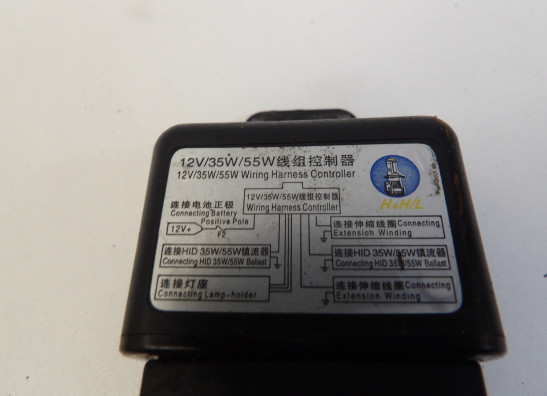 12V/35W/55W线组控制器
12V/35W/55W Wiring Harness Controller
H4H/L
12V/35W/55W线组控制器
Wiring Harness Controller
连接电池正极
Connecting Battery
Positive Pole
12V+
F2
连接伸缩线圈Connecting
Extension Winding
连接HID 35W/55W镇流器
Connecting HID 35W/55W Ballast
连接HID 35W/55W镇流器
Connecting HID 35W/55W Ballast
连接灯座
Connecting Lamp-holder
连接伸缩线圈Connecting
Extension Winding